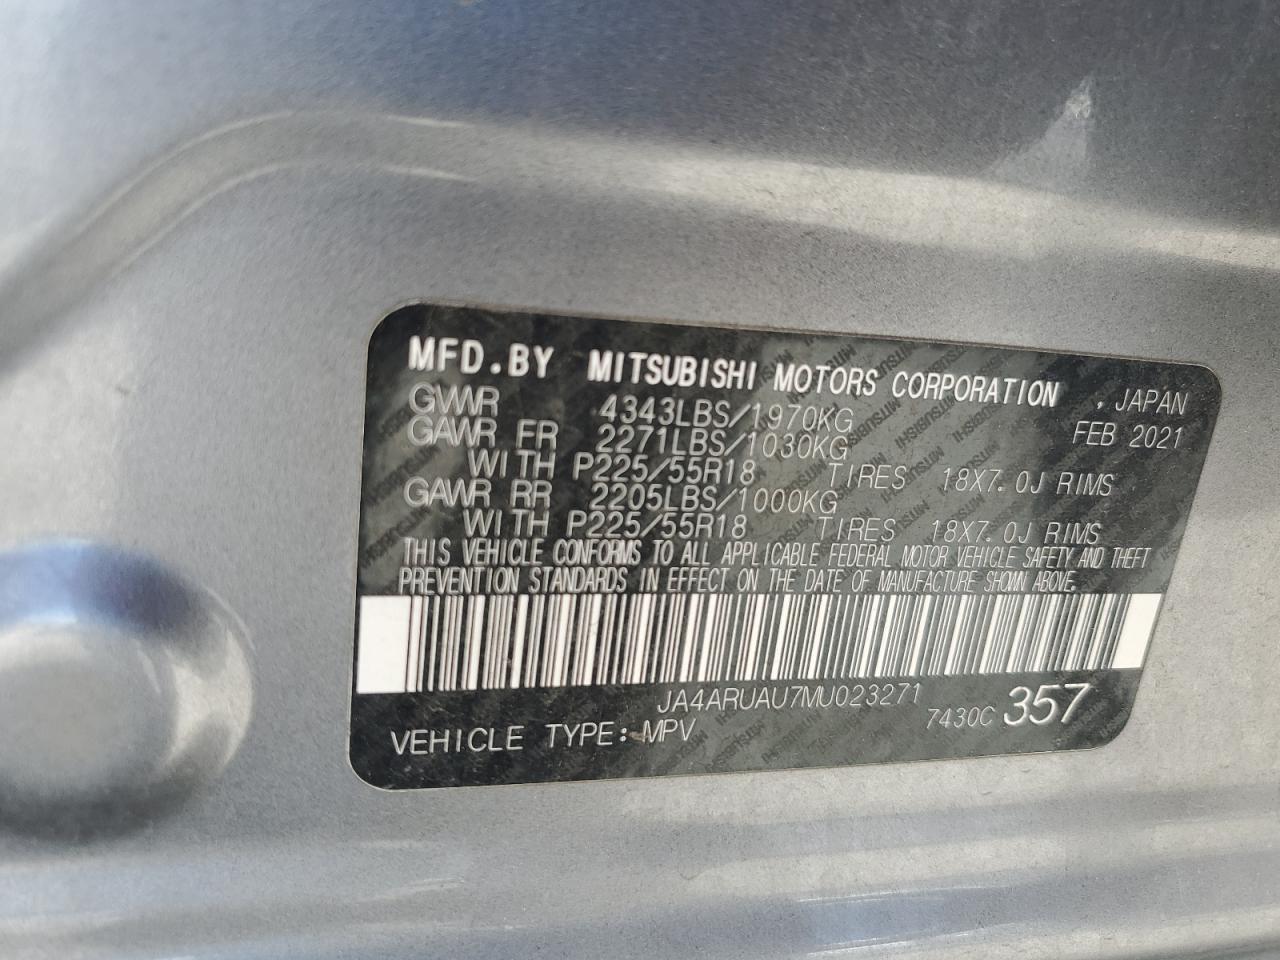 MFD.BY MITSUBISHI MOTORS CORPORATION , JAPAN
GVWR 4343LBS/1970KG FEB 2021
GAWR FR 2271LBS/1030KG
WITH P225/55R18 TIRES 18X7.0J RIMS
GAWR RR 2205LBS/1000KG
WITH P225/55R18 TIRES 18X7.0J RIMS
THIS VEHICLE CONFORMS TO ALL APPLICABLE FEDERAL MOTOR VEHICLE SAFETY AND THEFT
PREVENTION STANDARDS IN EFFECT ON THE DATE OF MANUFACTURE SHOWN ABOVE.
JA4ARUAU7MU023271
VEHICLE TYPE: MPV 7430C 357